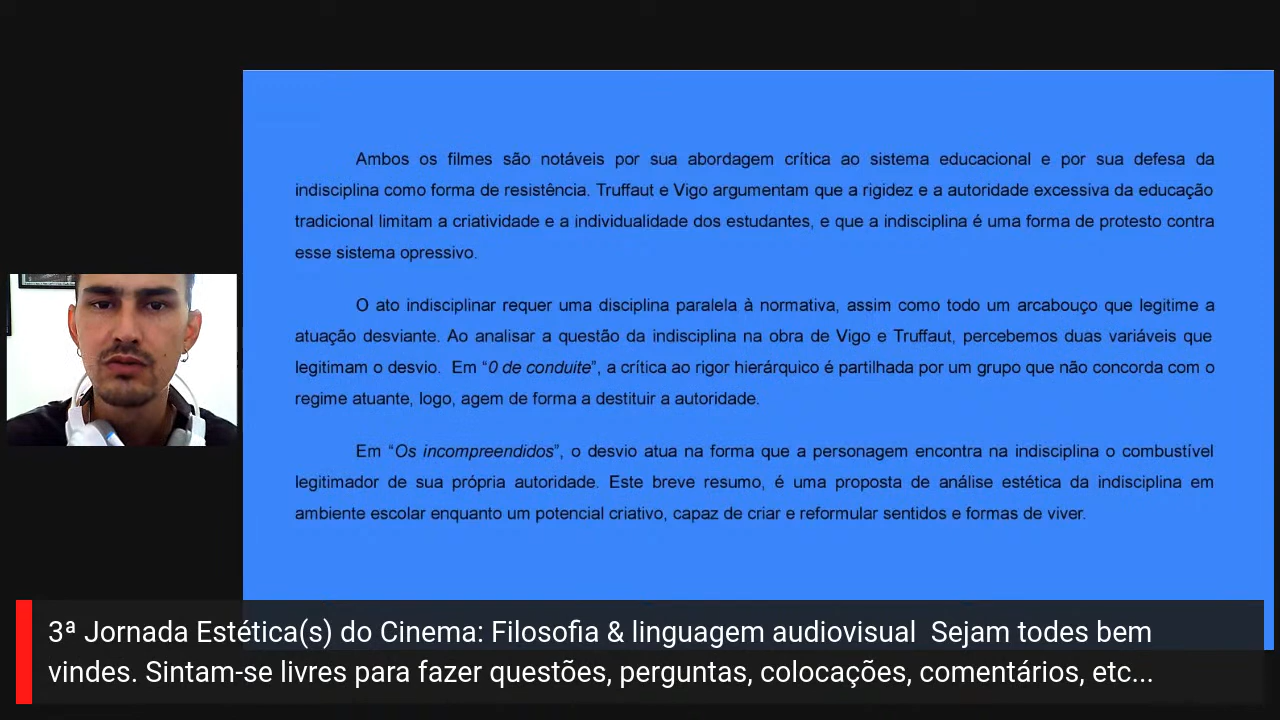 Ambos os filmes são notáveis por sua abordagem crítica ao sistema educacional e por sua defesa da
indisciplina como forma de resistência. Truffaut e Vigo argumentam que a rigidez e a autoridade excessiva da educação
tradicional limitam a criatividade e a individualidade dos estudantes, e que a indisciplina é uma forma de protesto contra
esse sistema opressivo.
O ato indisciplinar requer uma disciplina paralela à normativa, assim como todo um arcabouço que legitime a
atuação desviante. Ao analisar a questão da indisciplina na obra de Vigo e Truffaut, percebemos duas variáveis que
legitimam o desvio. Em “0 de conduite”, a crítica ao rigor hierárquico é partilhada por um grupo que não concorda com o
regime atuante, logo, agem de forma a destituir a autoridade.
Em “Os incompreendidos”, o desvio atua na forma que a personagem encontra na indisciplina o combustível
legitimador de sua própria autoridade. Este breve resumo, é uma proposta de análise estética da indisciplina em
ambiente escolar enquanto um potencial criativo, capaz de criar e reformular sentidos e formas de viver.
3ª Jornada Estética(s) do Cinema: Filosofia & linguagem audiovisual Sejam todes bem
vindes. Sintam-se livres para fazer questões, perguntas, colocações, comentários, etc...